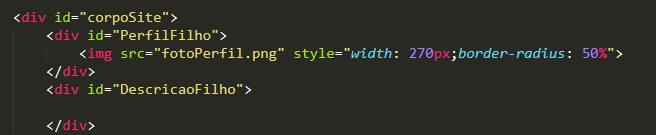 <div id="corpoSite">
<div id="PerfilFilho">
<img src="fotoPerfil.png" style="width: 270px;border-radius: 50%">
</div>
<div id="DescricaoFilho">
</div>